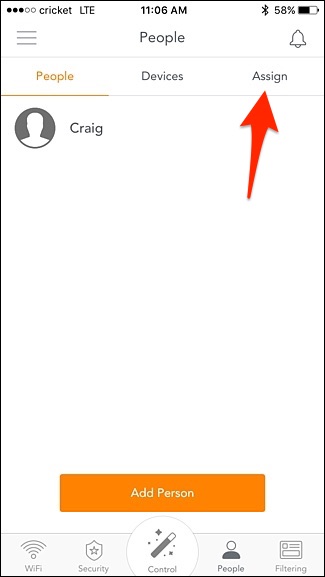 cricket LTE 11:06 AM 58%
People
People Devices Assign
Craig
Add Person
WiFi Security Control People Filtering